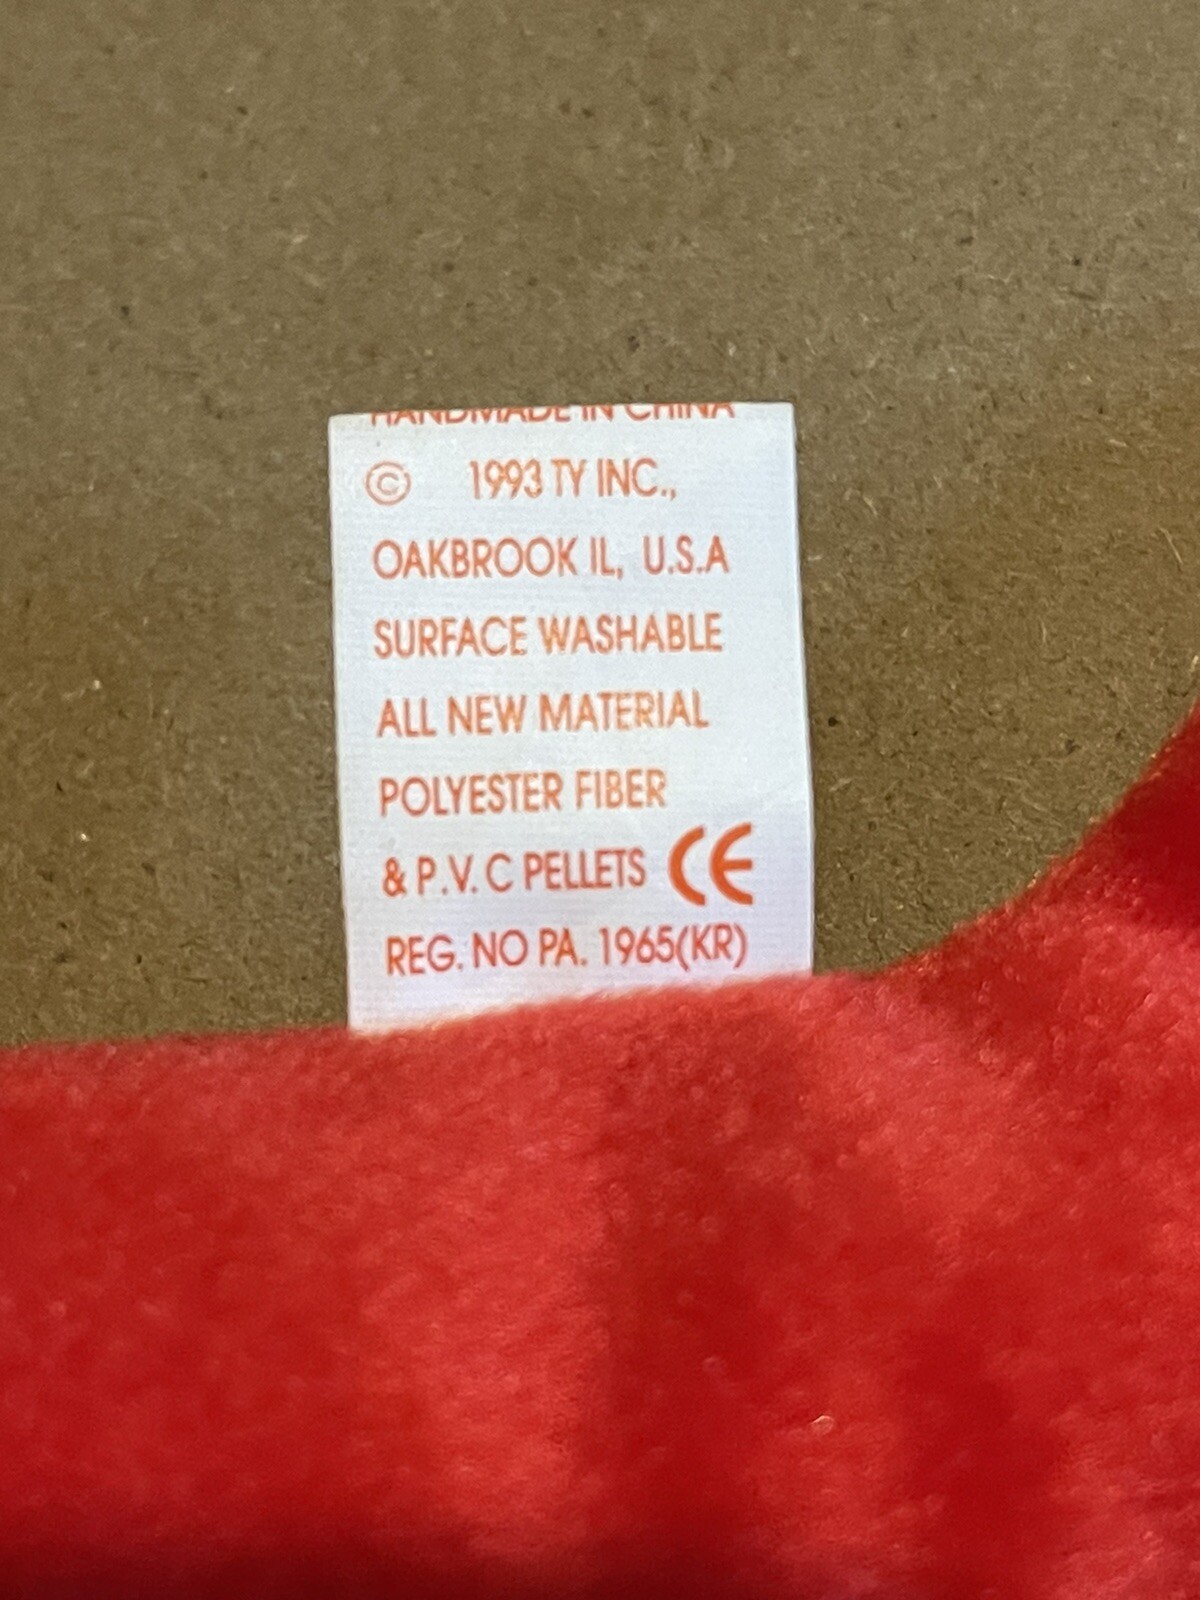 HANDMADE IN CHINA
© 1993 TY INC.,
OAKBROOK IL, U.S.A
SURFACE WASHABLE
ALL NEW MATERIAL
POLYESTER FIBER
& P.V. C PELLETS CE
REG. NO PA. 1965(KR)